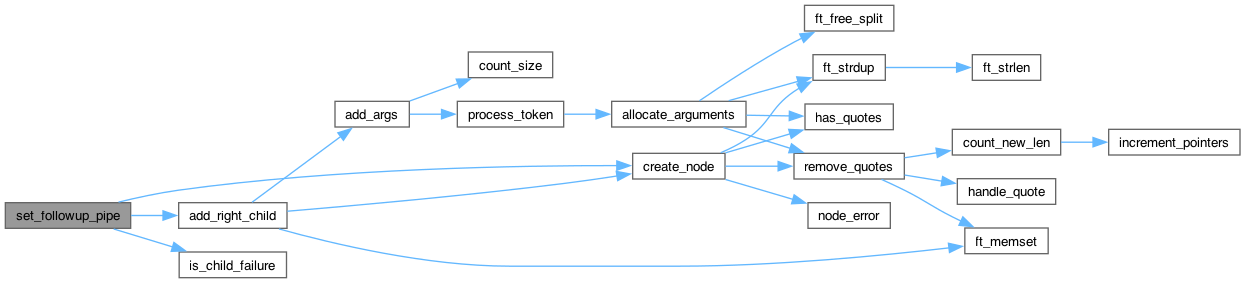 set_followup_pipe
add_right_child
is_child_failure
add_args
count_size
process_token
create_node
allocate_arguments
ft_free_split
ft_strdup
has_quotes
remove_quotes
node_error
ft_strlen
count_new_len
handle_quote
ft_memset
increment_pointers